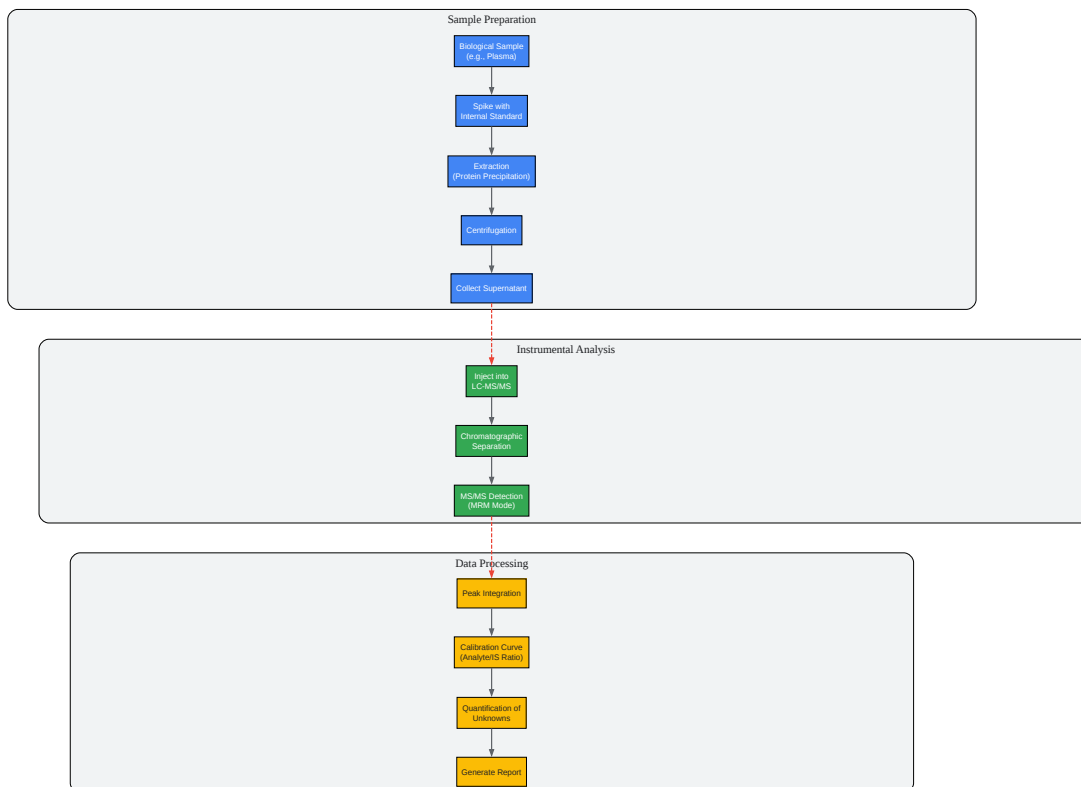 Sample Preparation
Biological Sample
(e.g., Plasma)
Spike with
Internal Standard
Extraction
(Protein Precipitation)
Centrifugation
Collect Supernatant
Instrumental Analysis
Inject into
LC-MS/MS
Chromatographic
Separation
MS/MS Detection
(MRM Mode)
Data Processing
Peak Integration
Calibration Curve
(Analyte/IS Ratio)
Quantification of
Unknowns
Generate Report